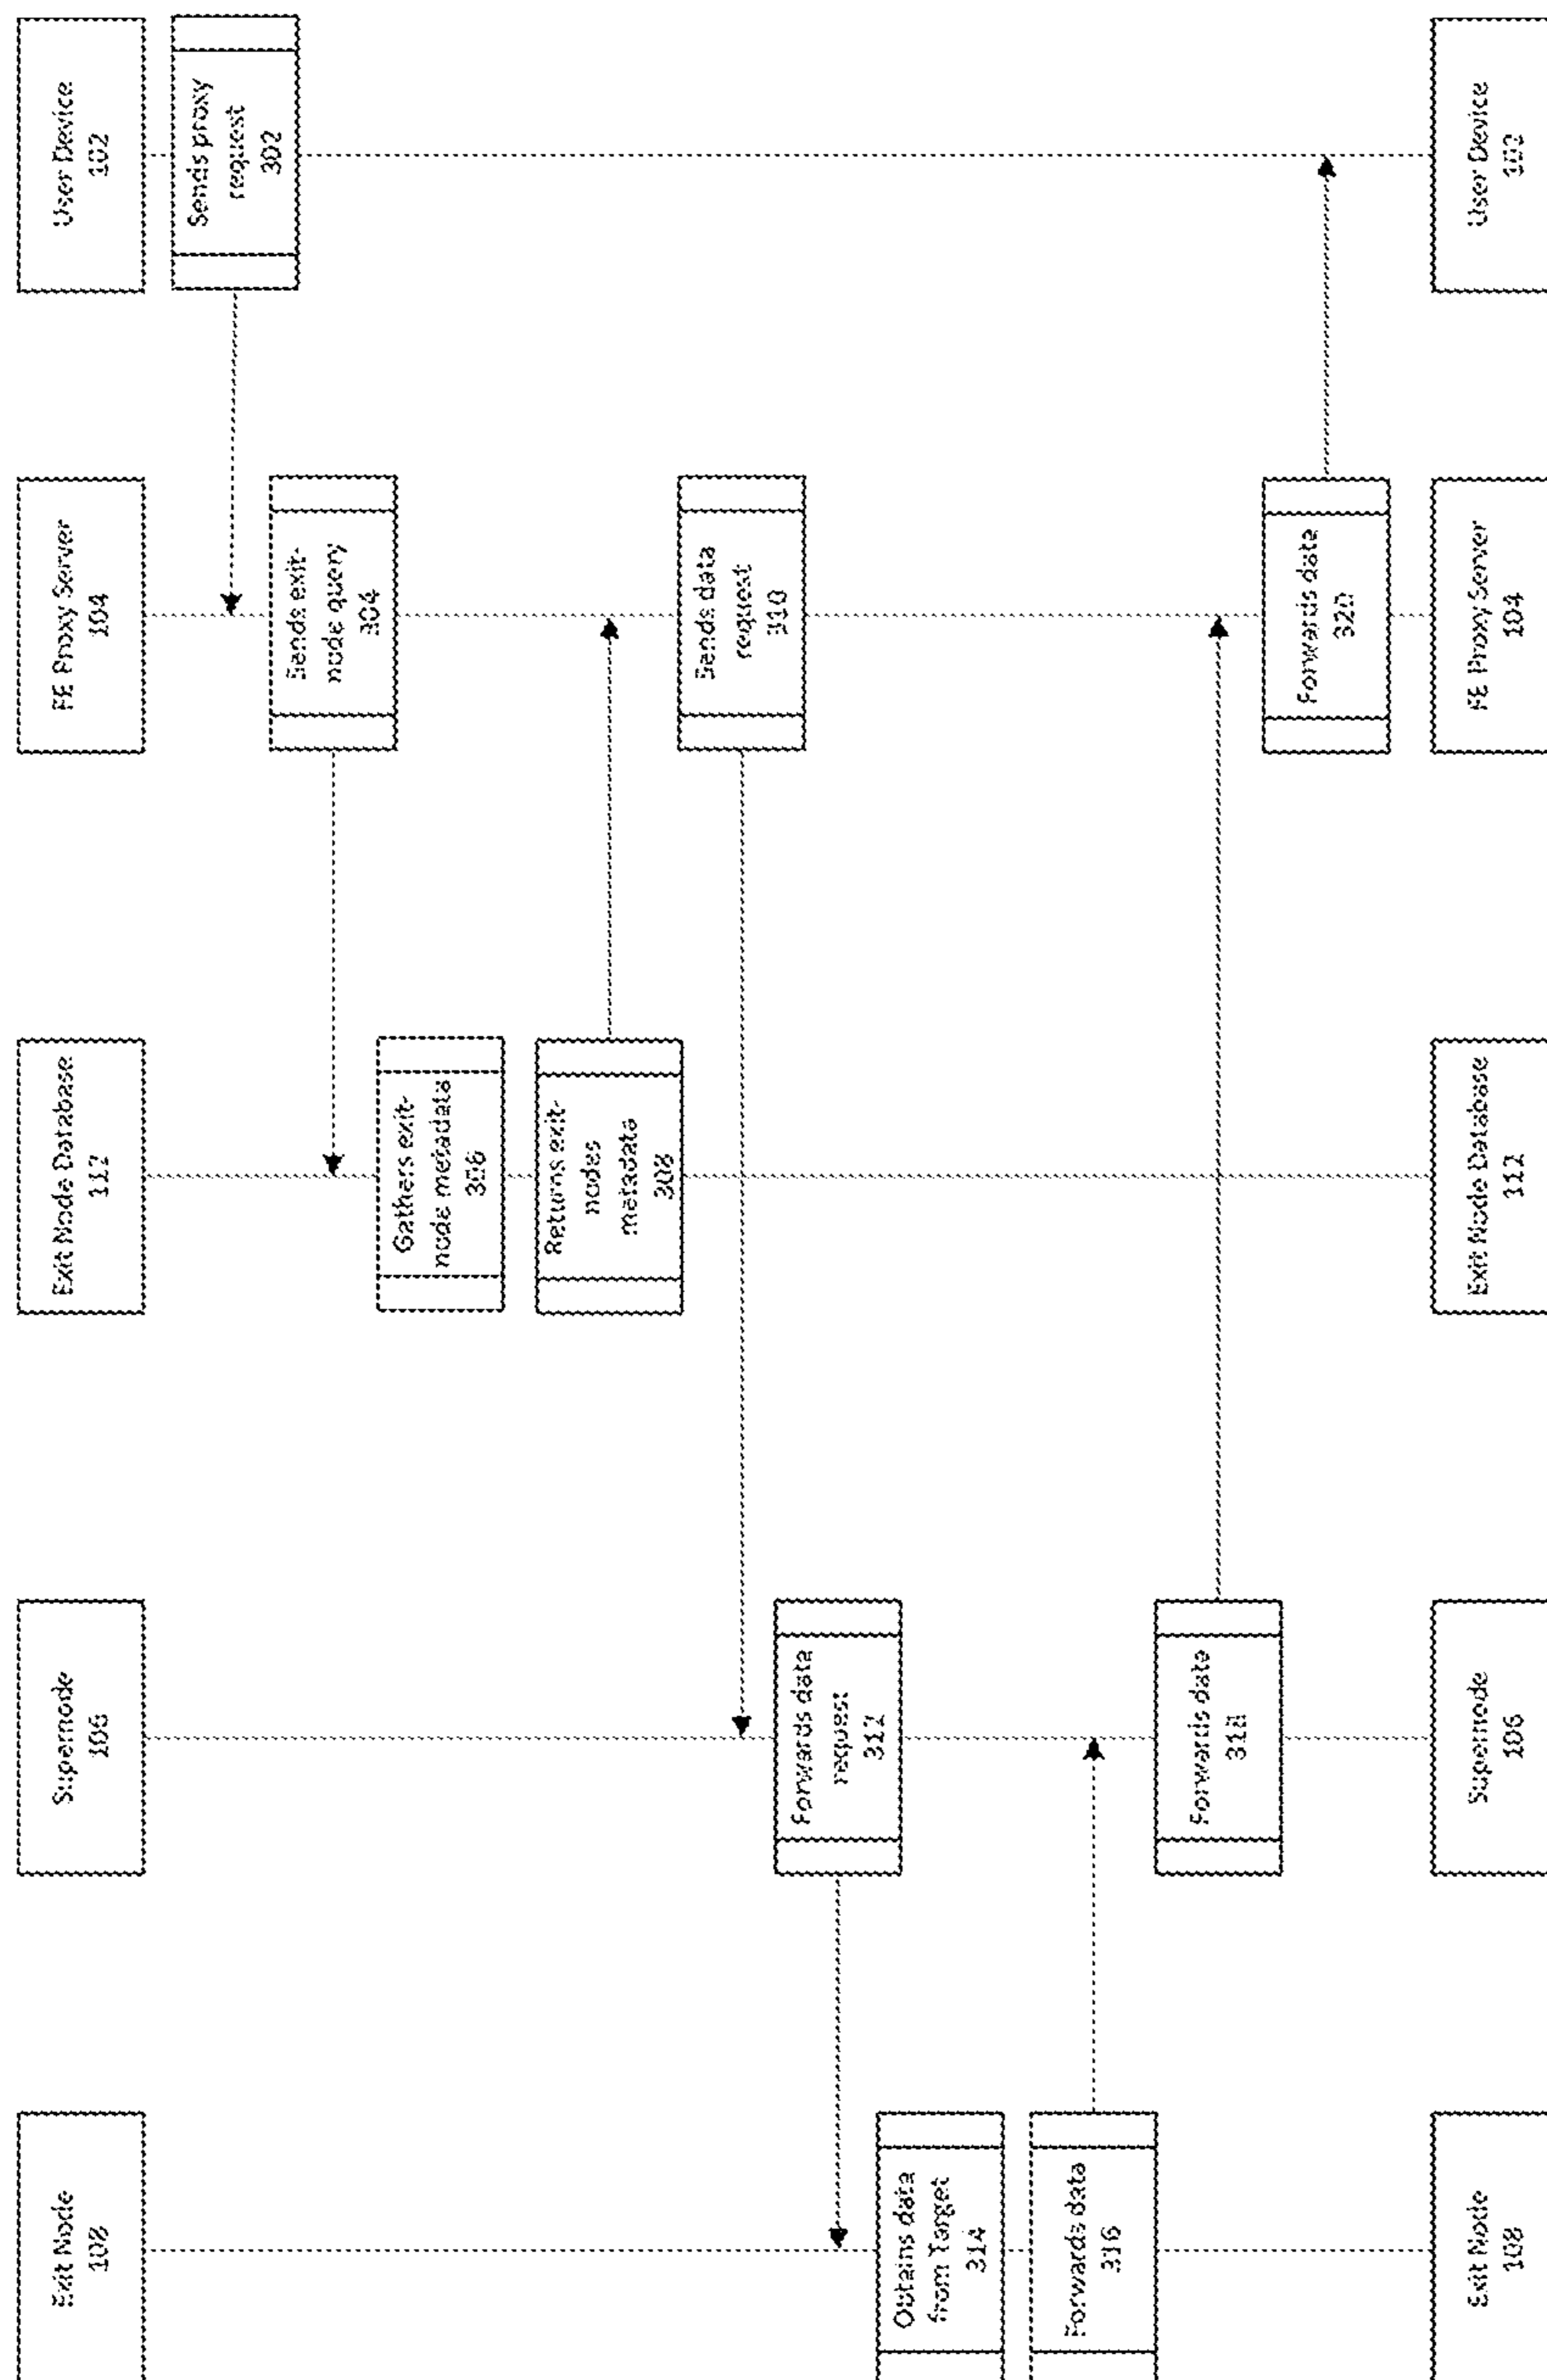 Exit Node
108
Supernode
106
Exit Node Database
112
FE Proxy Server
104
User Device
102
Sends proxy
request
302
Sends exit-
node query
304
Gathers exit-
node metadata
306
Returns exit-
nodes
metadata
308
Sends data
request
310
Forwards data
request
312
Obtains data
from Target
314
Forwards data
316
Forwards data
318
Forwards data
320
Exit Node
108
Supernode
106
Exit Node Database
112
FE Proxy Server
104
User Device
102